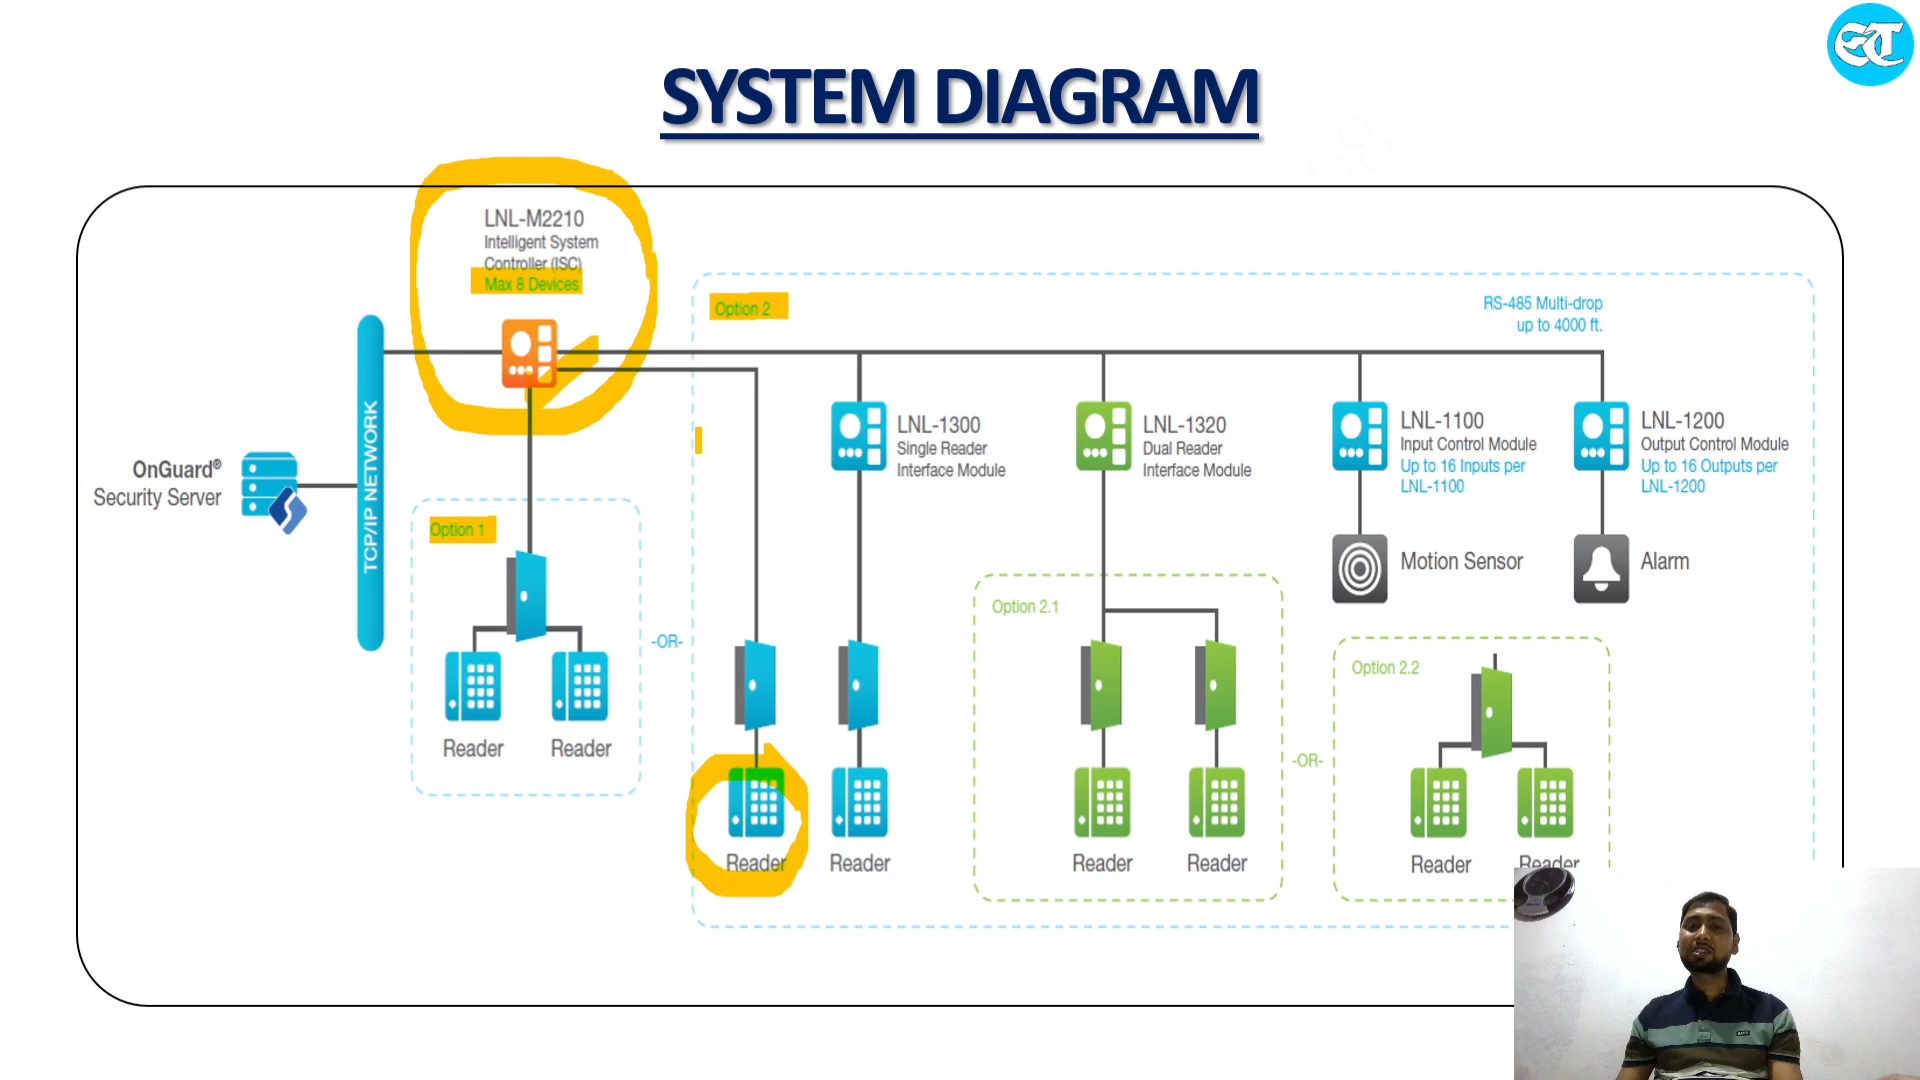 SYSTEM DIAGRAM
LNL-M2210
Intelligent System
Controller (ISC)
Max 8 Devices
Option 2
RS-485 Multi-drop
up to 4000 ft.
TCP/IP NETWORK
OnGuard®
Security Server
LNL-1300
Single Reader
Interface Module
LNL-1320
Dual Reader
Interface Module
LNL-1100
Input Control Module
Up to 16 Inputs per
LNL-1100
LNL-1200
Output Control Module
Up to 16 Outputs per
LNL-1200
Option 1
Motion Sensor
Alarm
Option 2.1
-OR-
Option 2.2
Reader
Reader
-OR-
Reader
Reader
Reader
Reader
Reader
Reader